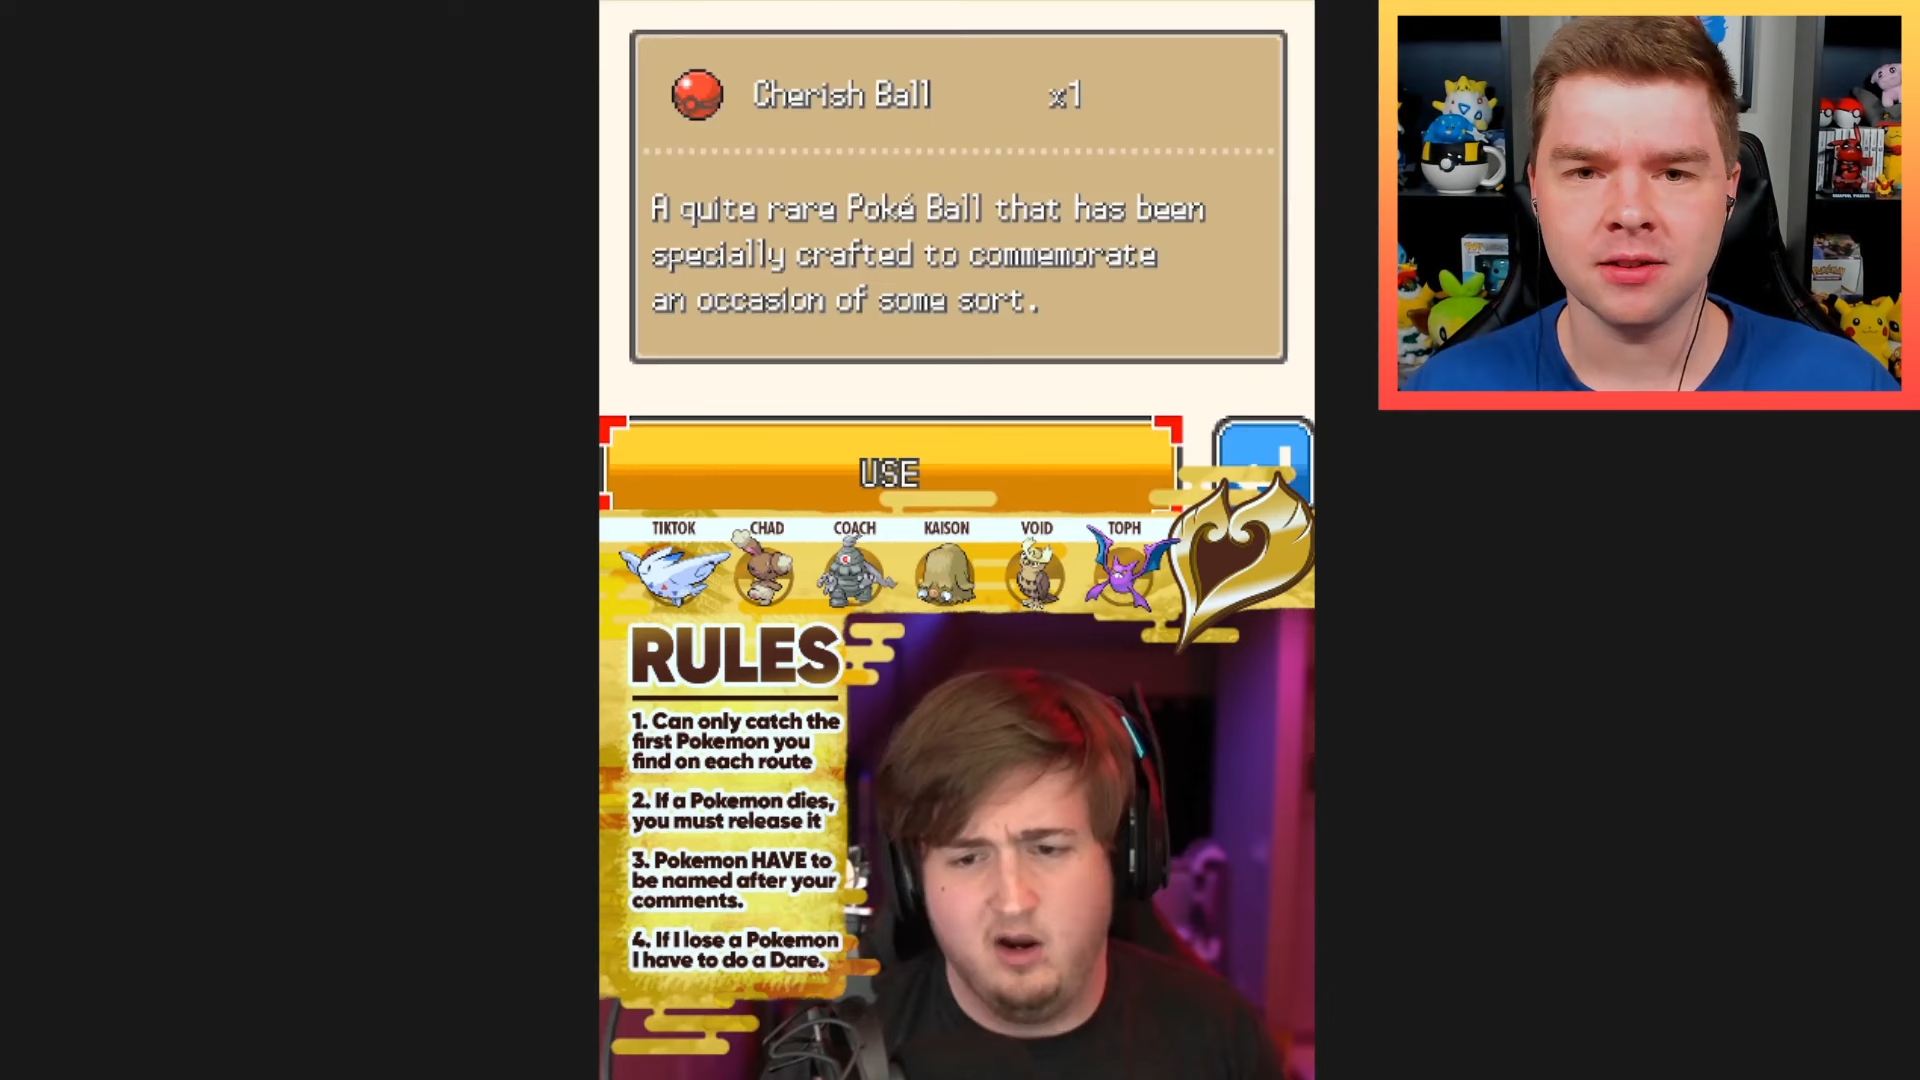 Cherish Ball x1
A quite rare Poké Ball that has been
specially crafted to commemorate
an occasion of some sort.
USE
TIKTOK CHAD COACH KAISON VOID TOPH
RULES
1. Can only catch the
first Pokemon you
find on each route
2. If a Pokemon dies,
you must release it
3. Pokemon HAVE to
be named after your
comments.
4. If I lose a Pokemon
I have to do a Dare.